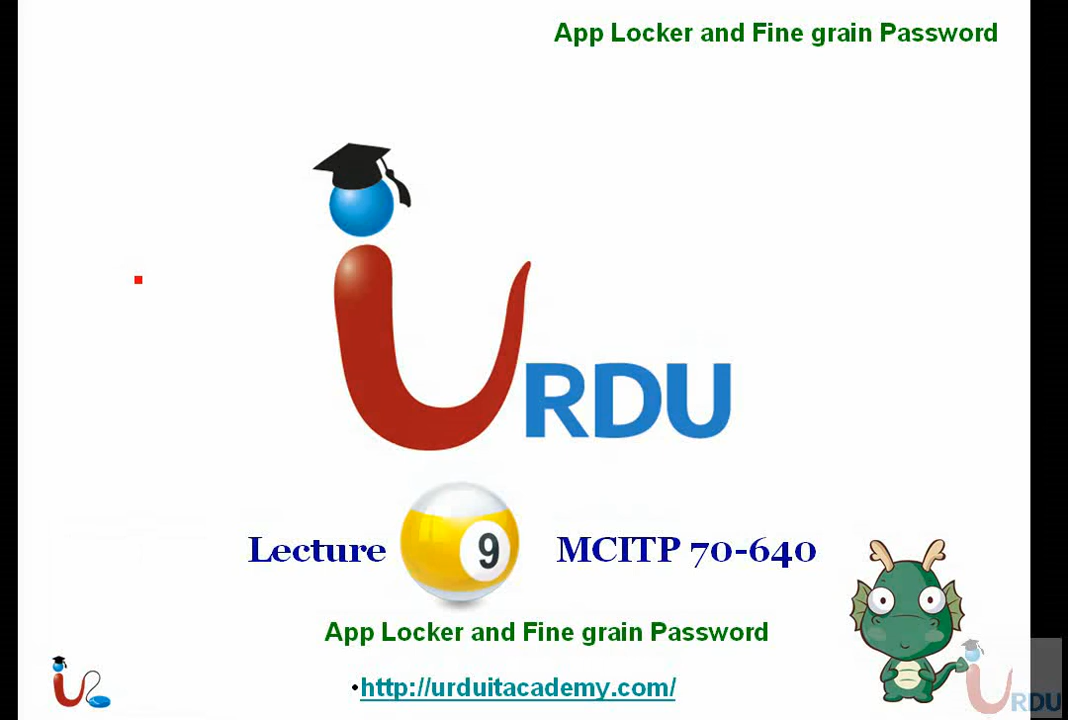 App Locker and Fine grain Password
URDU
Lecture 9 MCITP 70-640
App Locker and Fine grain Password
•http://urduitacademy.com/
URDU